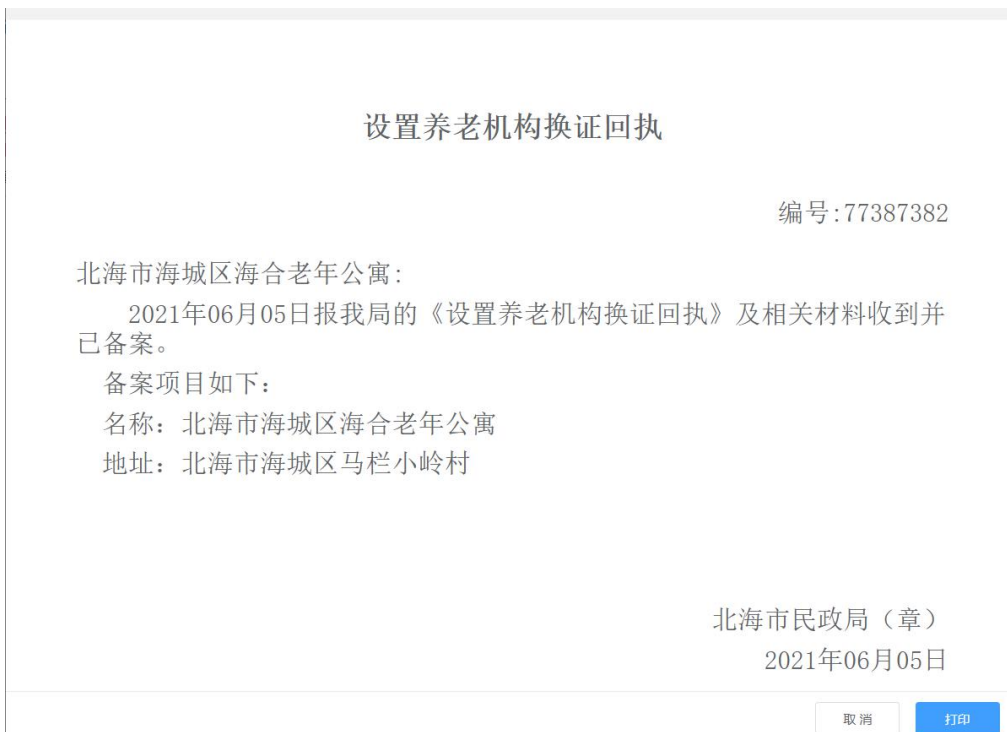 设置养老机构换证回执
编号:77387382
北海市海城区海合老年公寓:
2021年06月05日报我局的《设置养老机构换证回执》及相关材料收到并
已备案。
备案项目如下：
名称：北海市海城区海合老年公寓
地址：北海市海城区马栏小岭村
北海市民政局（章）
2021年06月05日
取消
打印